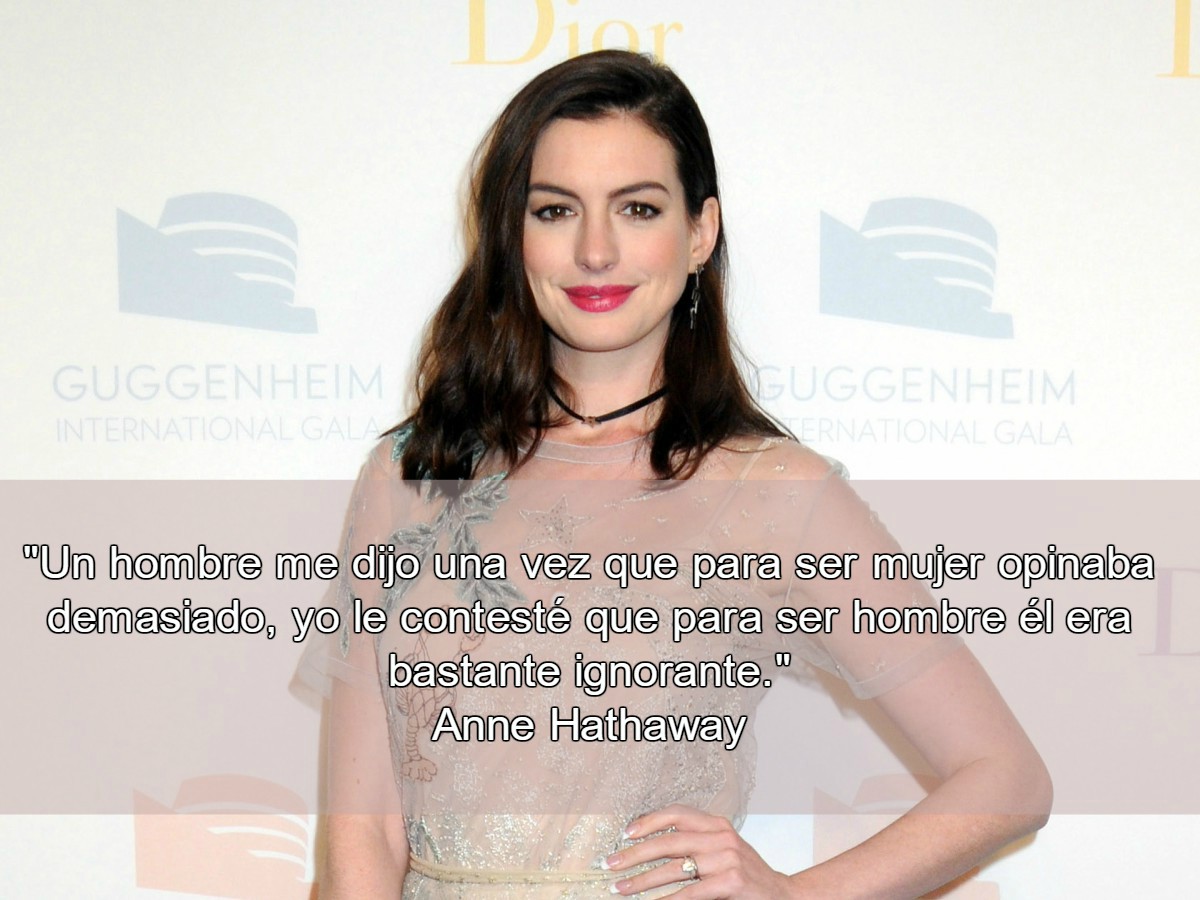 Dior
GUGGENHEIM
INTERNATIONAL GALA
GUGGENHEIM
INTERNATIONAL GALA
"Un hombre me dijo una vez que para ser mujer opinaba
demasiado, yo le contesté que para ser hombre él era
bastante ignorante."
Anne Hathaway